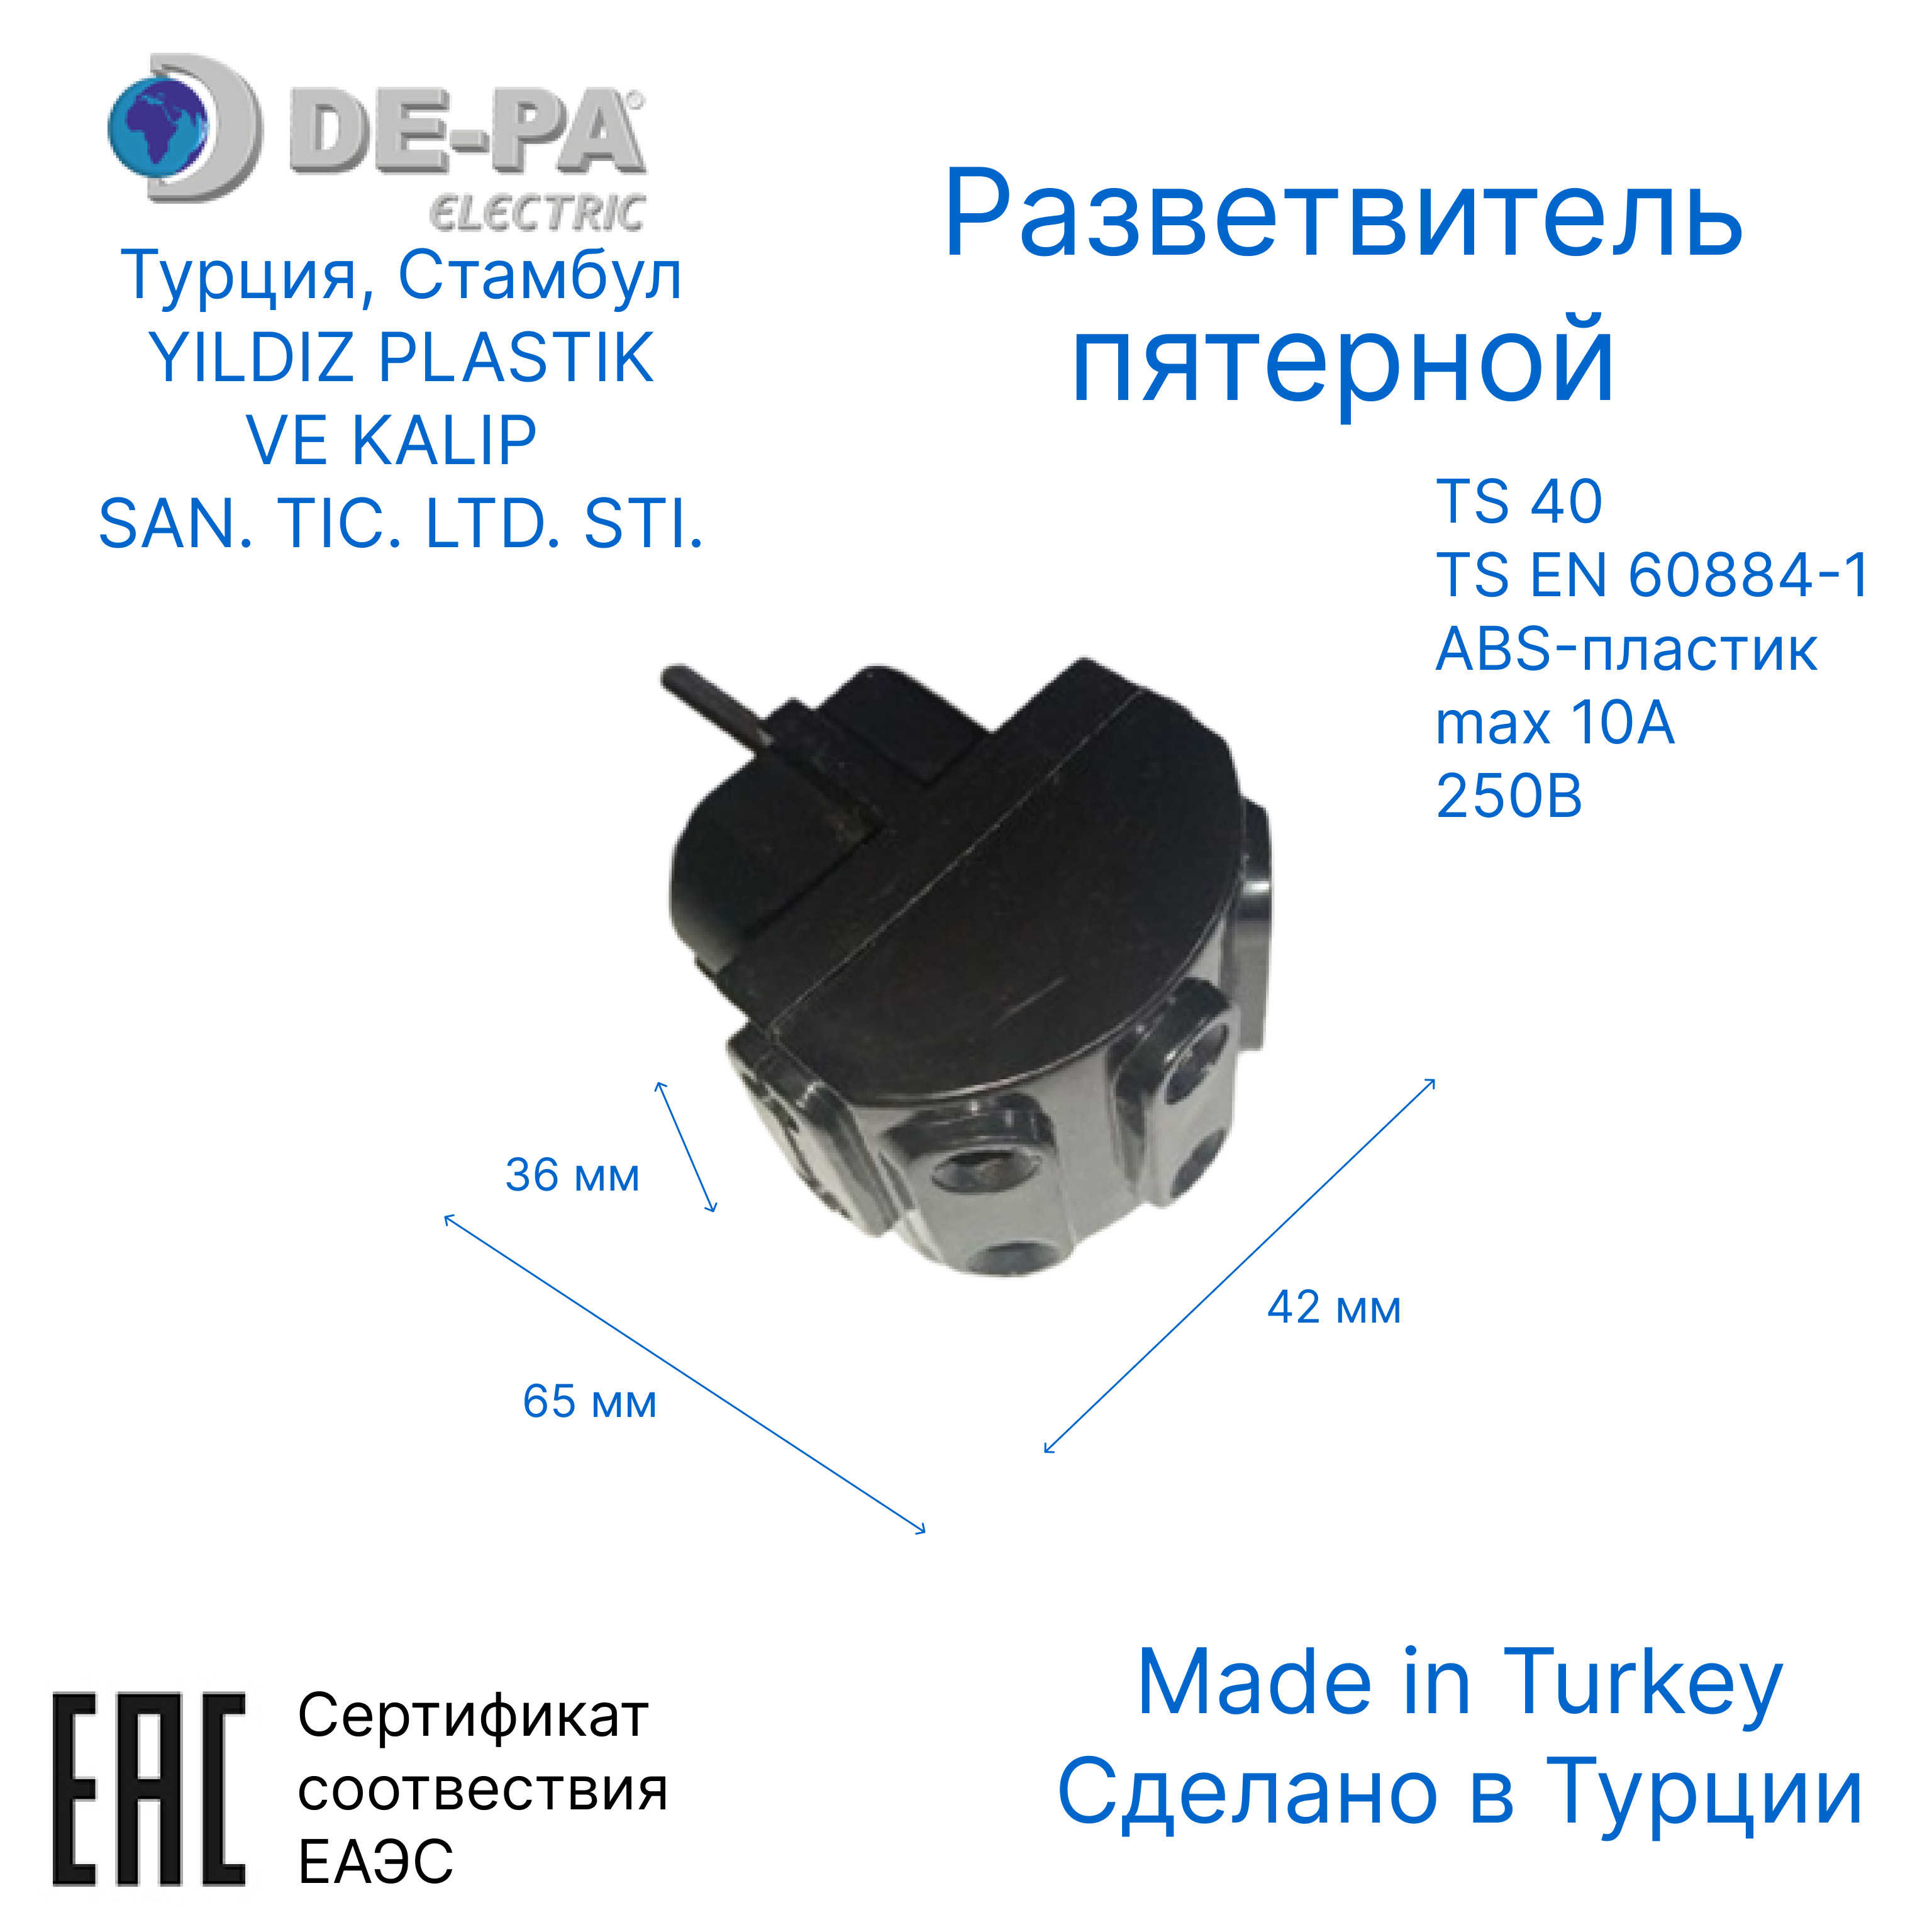 DE-PA®
ELECTRIC
Турция, Стамбул
YILDIZ PLASTIK
VE KALIP
SAN. TIC. LTD. STI.
Разветвитель
пятерной
TS 40
TS EN 60884-1
ABS-пластик
max 10A
250В
36 мм
42 мм
65 мм
EAC
Сертификат
соотвествия
ЕАЭС
Made in Turkey
Сделано в Турции